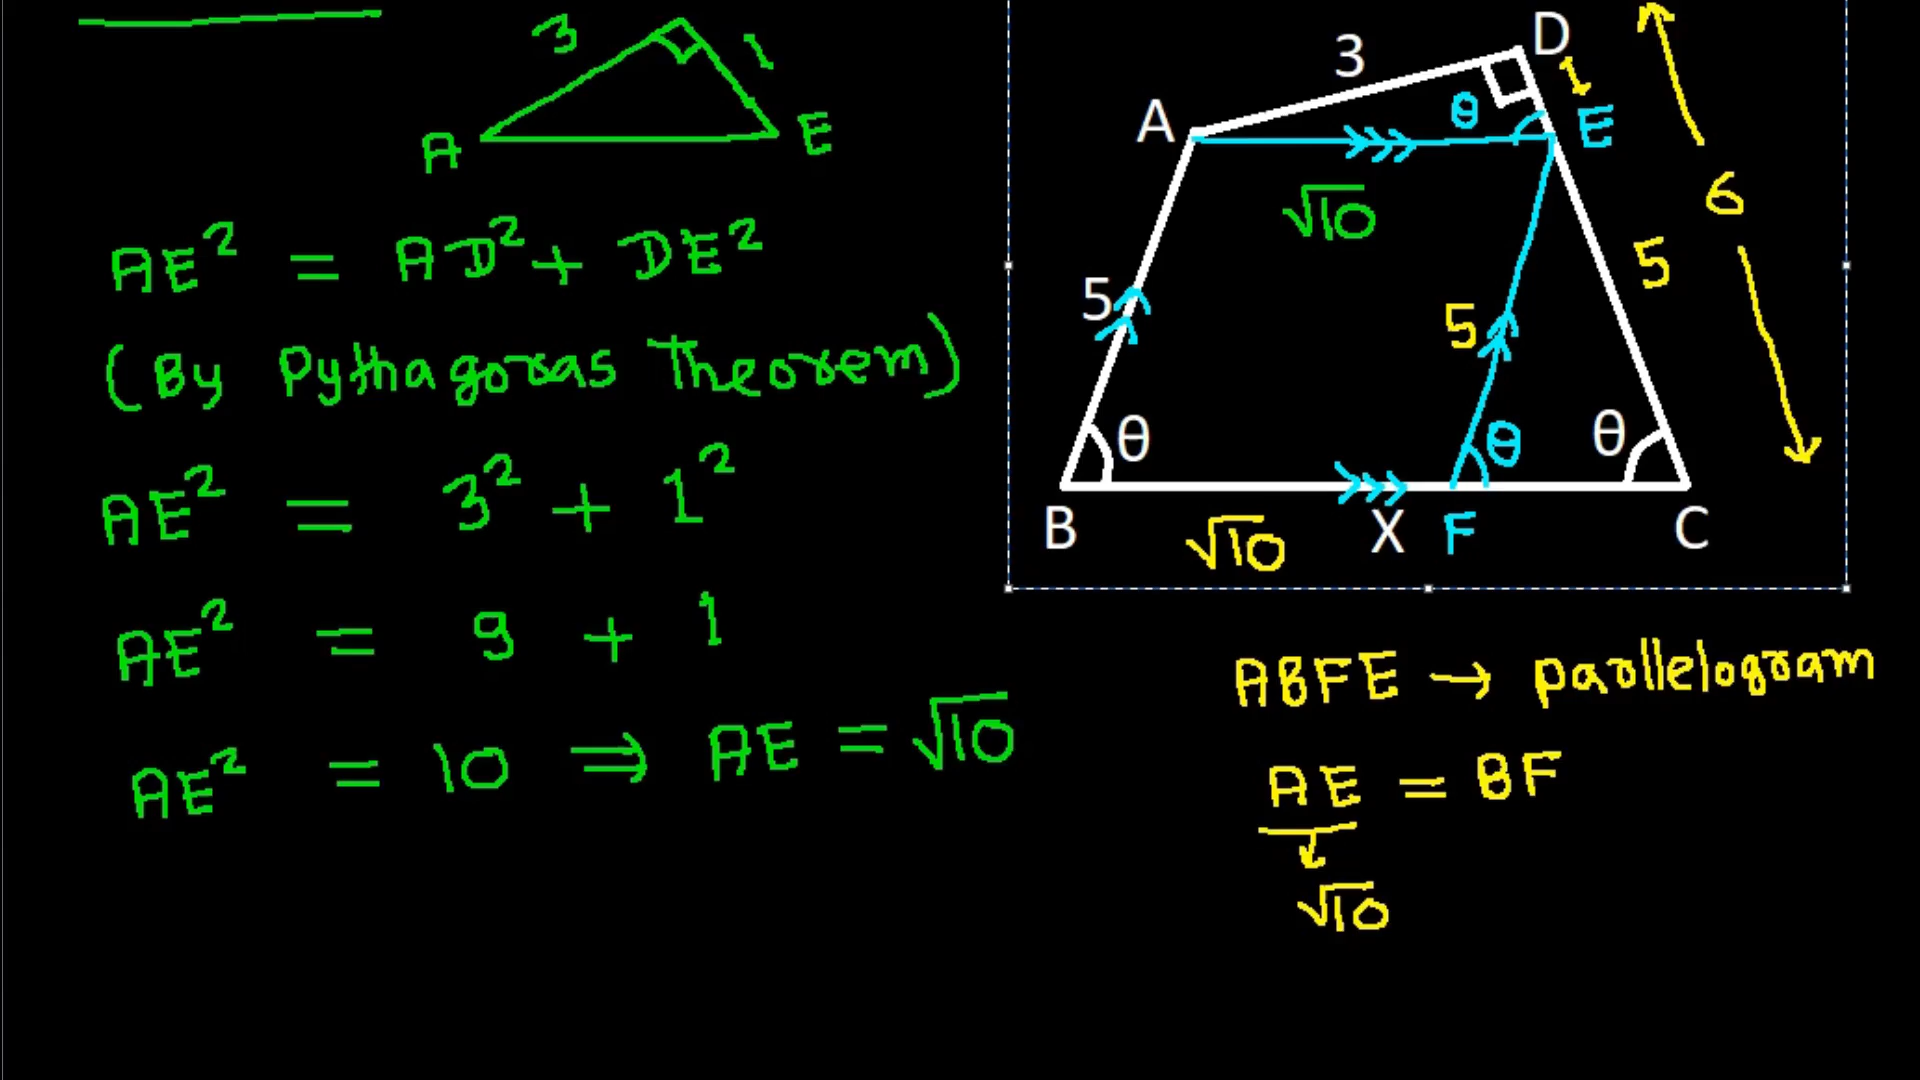 3
1
A E
AE² = AD² + DE²
(By Pythagoras Theorem)
AE² = 3² + 1²
AE² = 9 + 1
AE² = 10 ⇒ AE = √10
D
3
1
A
θ
E
6
√10
5
5
5
θ
θ
θ
B
X
F
C
√10
ABFE → parallelogram
AE = BF
√10